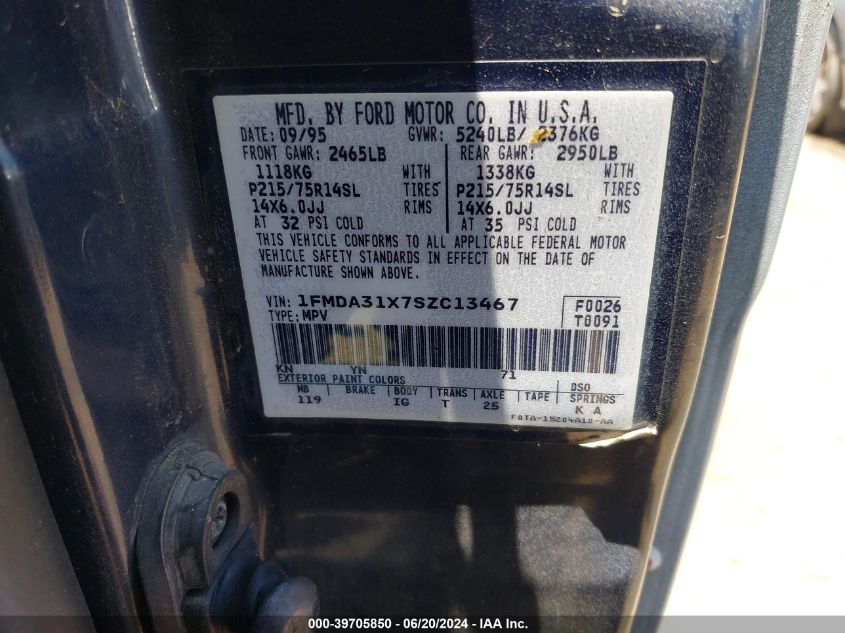 MFD. BY FORD MOTOR CO. IN U.S.A.
DATE: 09/95 GVWR: 5240LB/ 2376KG
FRONT GAWR: 2465LB REAR GAWR: 2950LB
1118KG WITH 1338KG WITH
P215/75R14SL TIRES P215/75R14SL TIRES
14X6.0JJ RIMS 14X6.0JJ RIMS
AT 32 PSI COLD AT 35 PSI COLD
THIS VEHICLE CONFORMS TO ALL APPLICABLE FEDERAL MOTOR
VEHICLE SAFETY STANDARDS IN EFFECT ON THE DATE OF
MANUFACTURE SHOWN ABOVE.
VIN: 1FMDA31X7SZC13467 F0026
TYPE: MPV T0091
KN YN 71
EXTERIOR PAINT COLORS DSO
WB BRAKE BODY TRANS AXLE TAPE SPRINGS
119 IG T 25 K A
F0TA-15204A10-AA
000-39705850 / 06/20/2024 - IAA Inc.